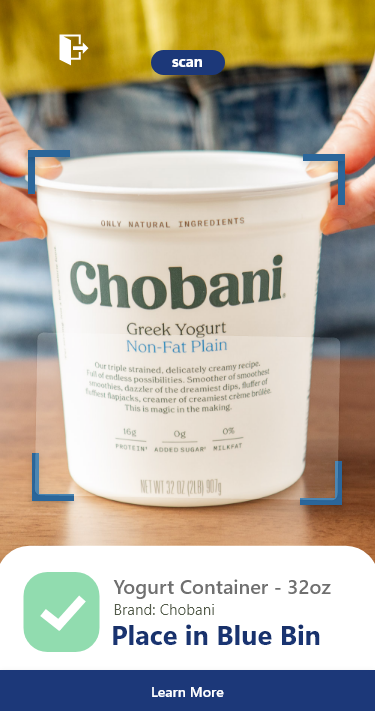 scan
ONLY NATURAL INGREDIENTS
Chobani
Greek Yogurt
Non-Fat Plain
Our triple strained, delicately creamy recipe.
Full of endless possibilities. Smoother of smoothest
smoothies, dazzler of the dreamiest dips, fluffer of
fluffiest flapjacks, creamer of creamiest crème brûlée.
This is magic in the making.
16g 0g 0%
PROTEIN* ADDED SUGAR* MILKFAT
NET WT 32 OZ (2LB) 907g
Yogurt Container - 32oz
Brand: Chobani
Place in Blue Bin
Learn More